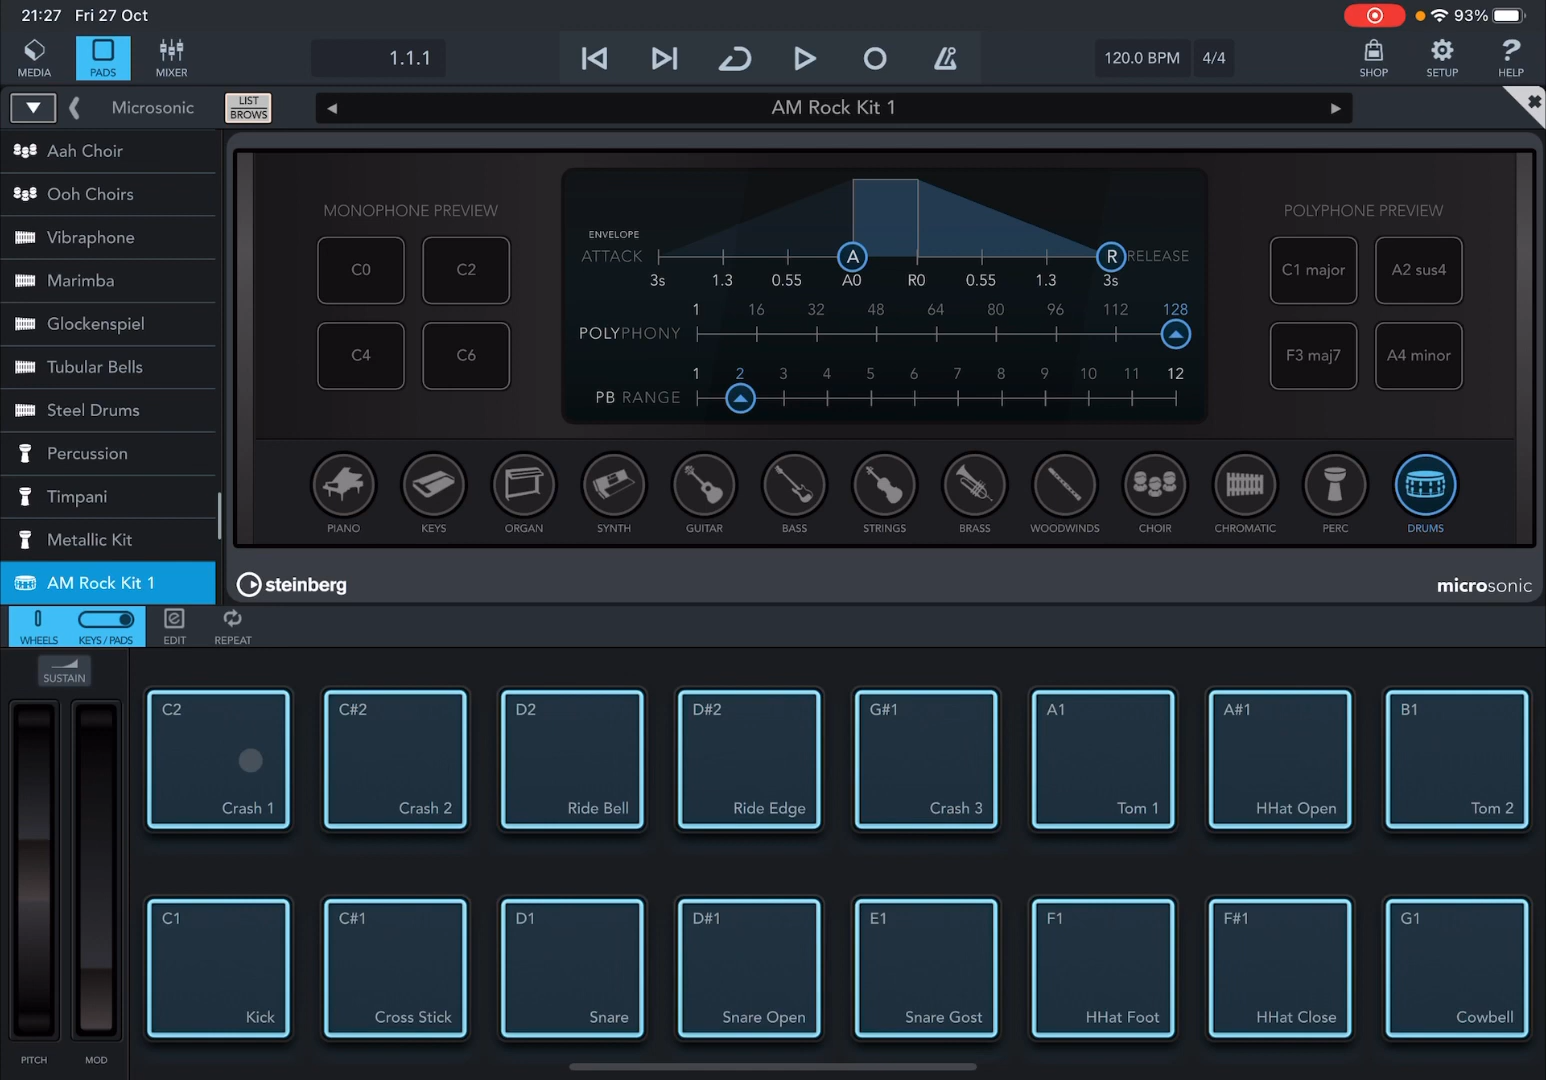 21:27 Fri 27 Oct
93%
MEDIA
PADS
MIXER
1.1.1
120.0 BPM
4/4
SHOP
SETUP
HELP
Microsonic
LIST
BROWS
AM Rock Kit 1
Aah Choir
Ooh Choirs
Vibraphone
Marimba
Glockenspiel
Tubular Bells
Steel Drums
Percussion
Timpani
Metallic Kit
AM Rock Kit 1
MONOPHONE PREVIEW
C0 C2
C4 C6
ENVELOPE
ATTACK
A
R
RELEASE
3s 1.3 0.55 A0 R0 0.55 1.3 3s
1 16 32 48 64 80 96 112 128
POLYPHONY
1 2 3 4 5 6 7 8 9 10 11 12
PB RANGE
POLYPHONE PREVIEW
C1 major A2 sus4
F3 maj7 A4 minor
PIANO KEYS ORGAN SYNTH GUITAR BASS STRINGS BRASS WOODWINDS CHOIR CHROMATIC PERC DRUMS
steinberg
microsonic
WHEELS
KEYS / PADS
EDIT
REPEAT
SUSTAIN
C2 C#2 D2 D#2 G#1 A1 A#1 B1
Crash 1 Crash 2 Ride Bell Ride Edge Crash 3 Tom 1 HHat Open Tom 2
C1 C#1 D1 D#1 E1 F1 F#1 G1
Kick Cross Stick Snare Snare Open Snare Gost HHat Foot HHat Close Cowbell
PITCH MOD